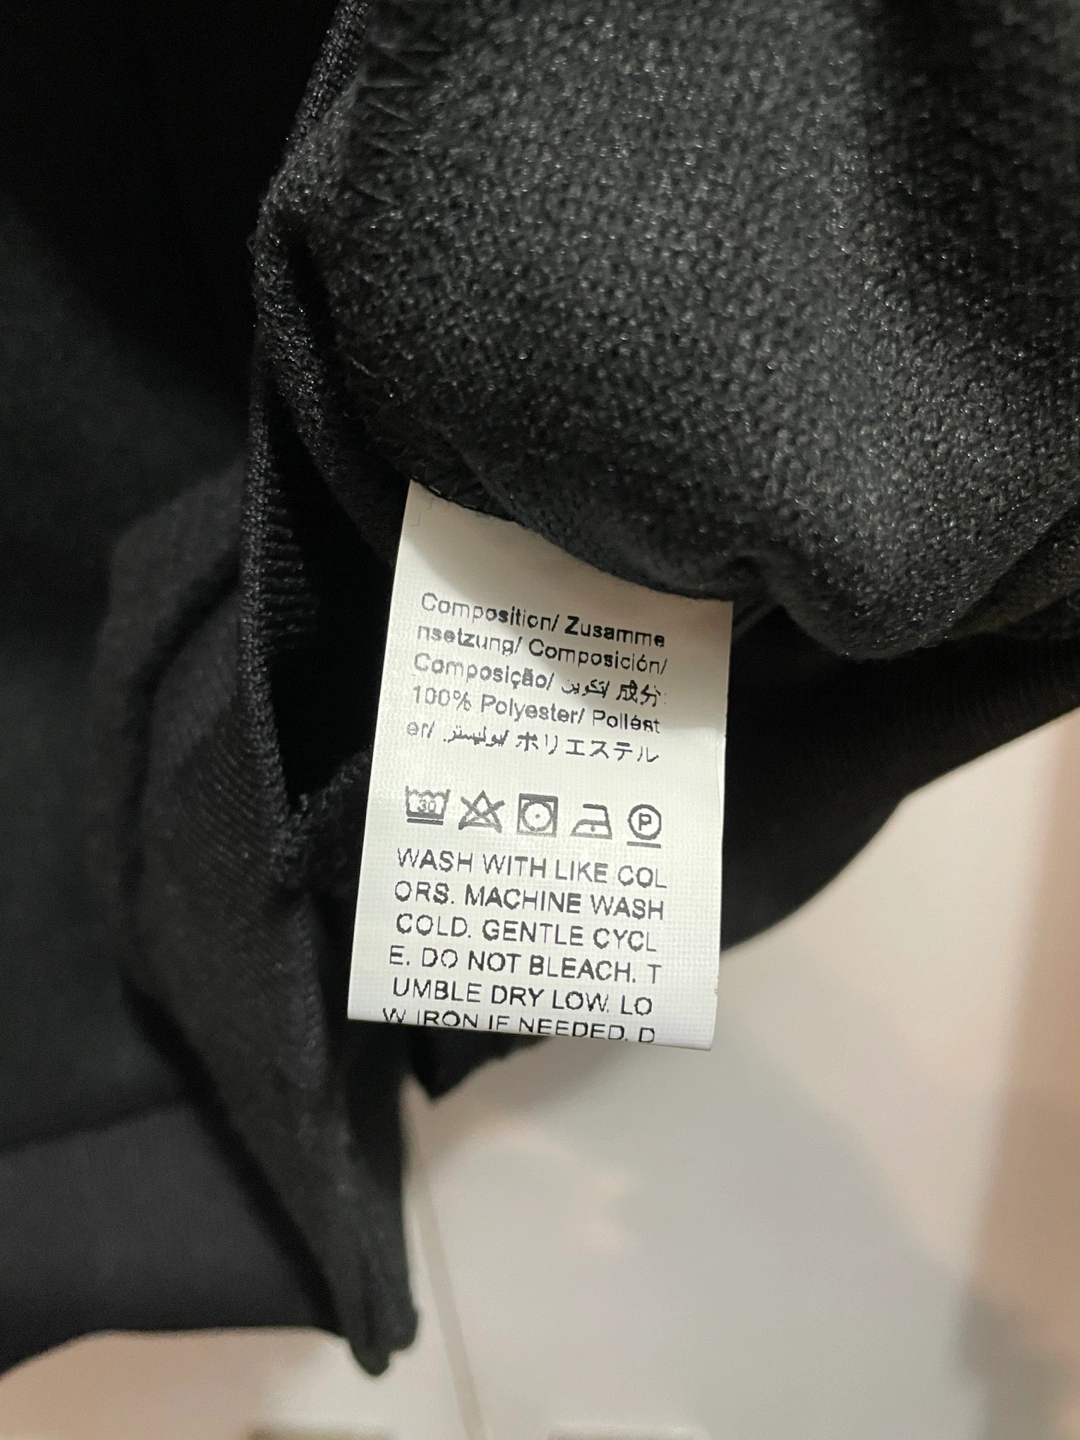 Composition/ Zusamme
nsetzung/ Composición/
Composição/ تكوين/ 成分:
100% Polyester/ Poliést
er/ بوليستر/ ポリエステル
30
P
WASH WITH LIKE COL
ORS. MACHINE WASH
COLD. GENTLE CYCL
E. DO NOT BLEACH. T
UMBLE DRY LOW. LO
W IRON IF NEEDED. D